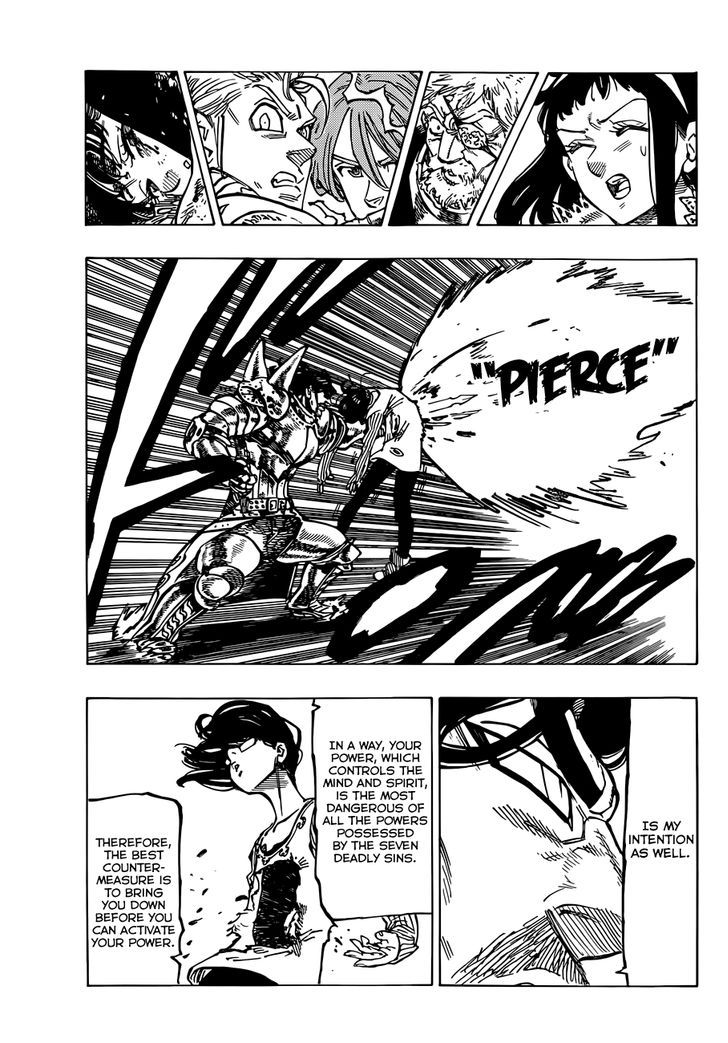 ""PIERCE""
IS MY
INTENTION
AS WELL.
IN A WAY, YOUR
POWER, WHICH
CONTROLS THE
MIND AND SPIRIT,
IS THE MOST
DANGEROUS OF
ALL THE POWERS
POSSESSED
BY THE SEVEN
DEADLY SINS.
THEREFORE,
THE BEST
COUNTER-
MEASURE IS
TO BRING
YOU DOWN
BEFORE YOU
CAN ACTIVATE
YOUR POWER.